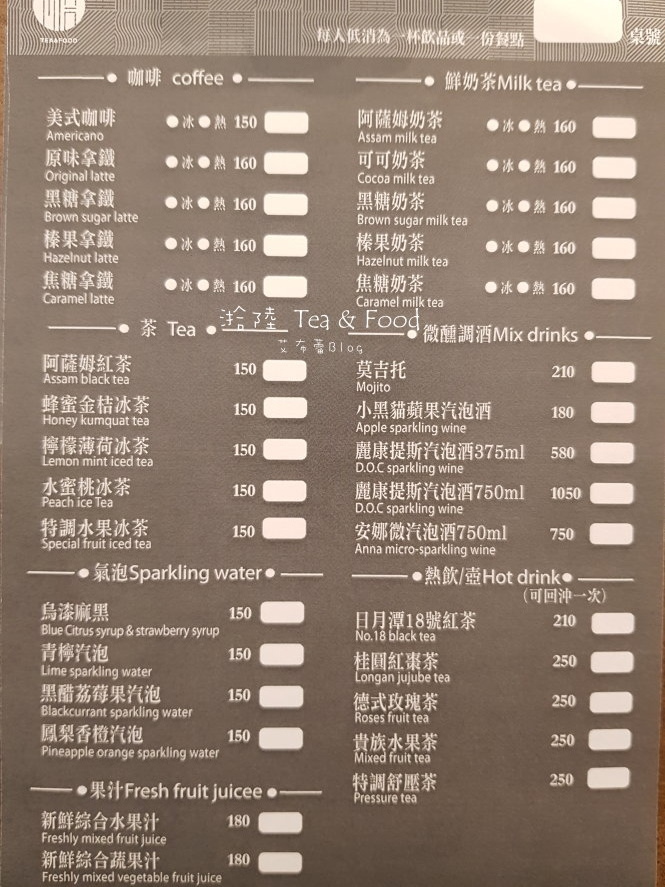 TEA&FOOD
每人低消為一杯飲品或一份餐點
桌號
咖啡 coffee
美式咖啡 ●冰●熱 150
Americano
原味拿鐵 ●冰●熱 160
Original latte
黑糖拿鐵 ●冰●熱 160
Brown sugar latte
榛果拿鐵 ●冰●熱 160
Hazelnut latte
焦糖拿鐵 ●冰●熱 160
Caramel latte
茶 Tea
阿薩姆紅茶 150
Assam black tea
蜂蜜金桔冰茶 150
Honey kumquat tea
檸檬薄荷冰茶 150
Lemon mint iced tea
水蜜桃冰茶 150
Peach ice Tea
特調水果冰茶 150
Special fruit iced tea
氣泡Sparkling water
烏漆麻黑 150
Blue Citrus syrup & strawberry syrup
青檸汽泡 150
Lime sparkling water
黑醋荔莓果汽泡 150
Blackcurrant sparkling water
鳳梨香橙汽泡 150
Pineapple orange sparkling water
果汁Fresh fruit juicee
新鮮綜合水果汁 180
Freshly mixed fruit juice
新鮮綜合蔬果汁 180
Freshly mixed vegetable fruit juice
鮮奶茶Milk tea
阿薩姆奶茶 ●冰●熱 160
Assam milk tea
可可奶茶 ●冰●熱 160
Cocoa milk tea
黑糖奶茶 ●冰●熱 160
Brown sugar milk tea
榛果奶茶 ●冰●熱 160
Hazelnut milk tea
焦糖奶茶 ●冰●熱 160
Caramel milk tea
湁陸 Tea & Food
艾布蕾Blog
微醺調酒Mix drinks
莫吉托 210
Mojito
小黑貓蘋果汽泡酒 180
Apple sparkling wine
麗康提斯汽泡酒375ml 580
D.O.C sparkling wine
麗康提斯汽泡酒750ml 1050
D.O.C sparkling wine
安娜微汽泡酒750ml 750
Anna micro-sparkling wine
熱飲/壺Hot drink
(可回沖一次)
日月潭18號紅茶 210
No.18 black tea
桂圓紅棗茶 250
Longan jujube tea
德式玫瑰茶 250
Roses fruit tea
貴族水果茶 250
Mixed fruit tea
特調舒壓茶 250
Pressure tea